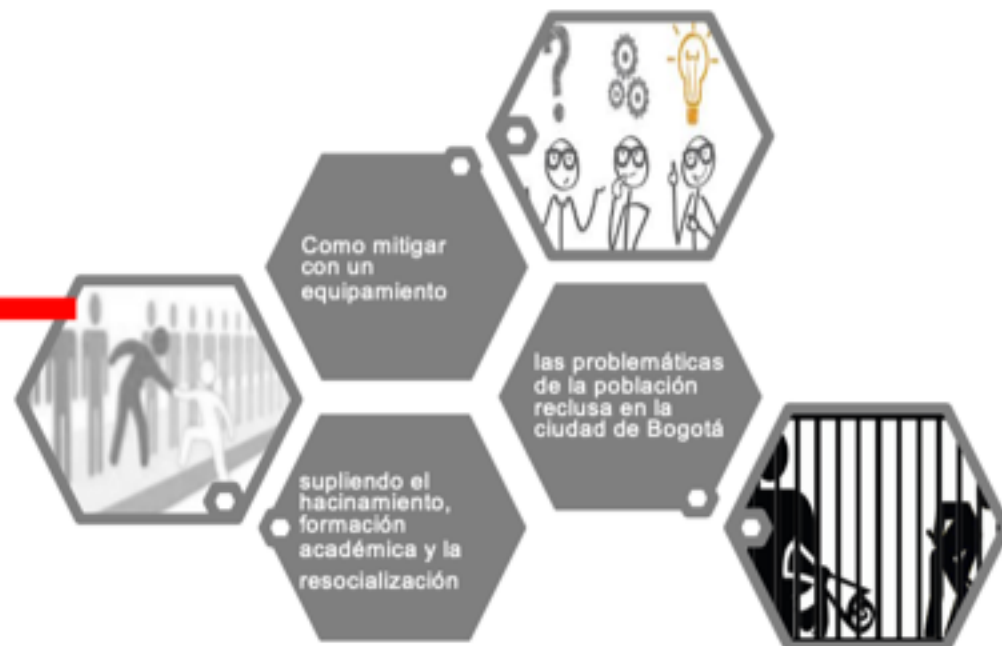 Como mitigar
con un
equipamiento
las problemáticas
de la población
reclusa en la
ciudad de Bogotá
supliendo el
hacinamiento,
formación
académica y la
resocialización